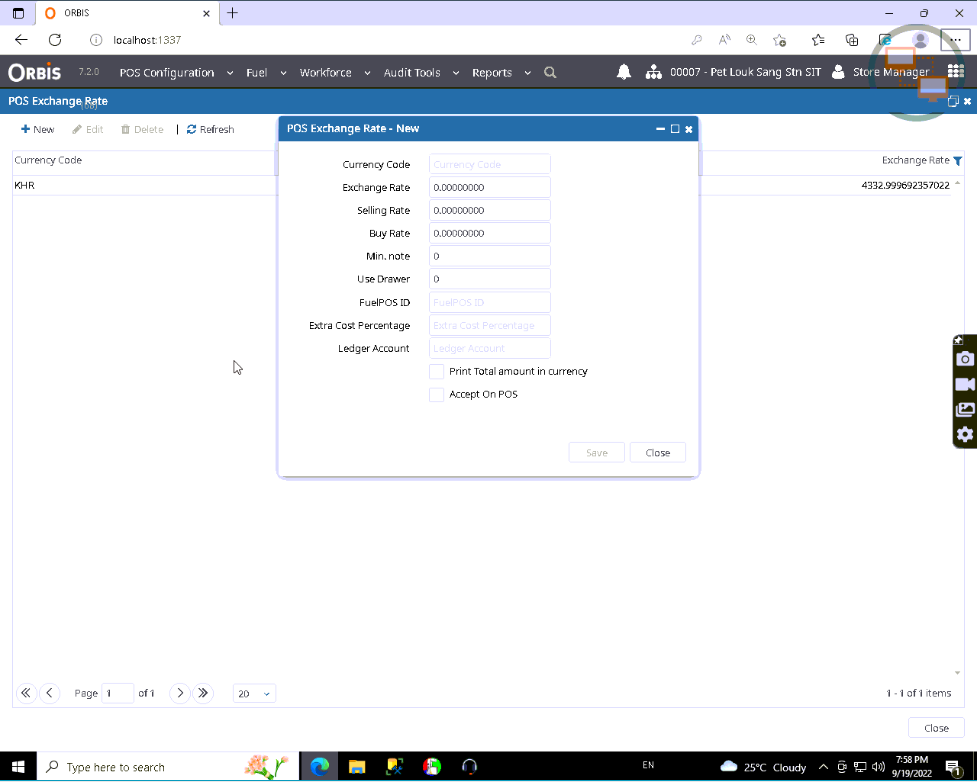 ORBIS
localhost:1337
ORBIS 7.2.0 POS Configuration Fuel Workforce Audit Tools Reports 00007 - Pet Louk Sang Stn SIT Store Manager
POS Exchange Rate
New Edit Delete Refresh
Currency Code Exchange Rate
KHR 4332.999692357022
POS Exchange Rate - New
Currency Code Currency Code
Exchange Rate 0.00000000
Selling Rate 0.00000000
Buy Rate 0.00000000
Min. note 0
Use Drawer 0
FuelPOS ID FuelPOS ID
Extra Cost Percentage Extra Cost Percentage
Ledger Account Ledger Account
Print Total amount in currency
Accept On POS
Save Close
Page 1 of 1 20 1 - 1 of 1 items
Close
Type here to search EN 25°C Cloudy 7:58 PM
9/19/2022 1